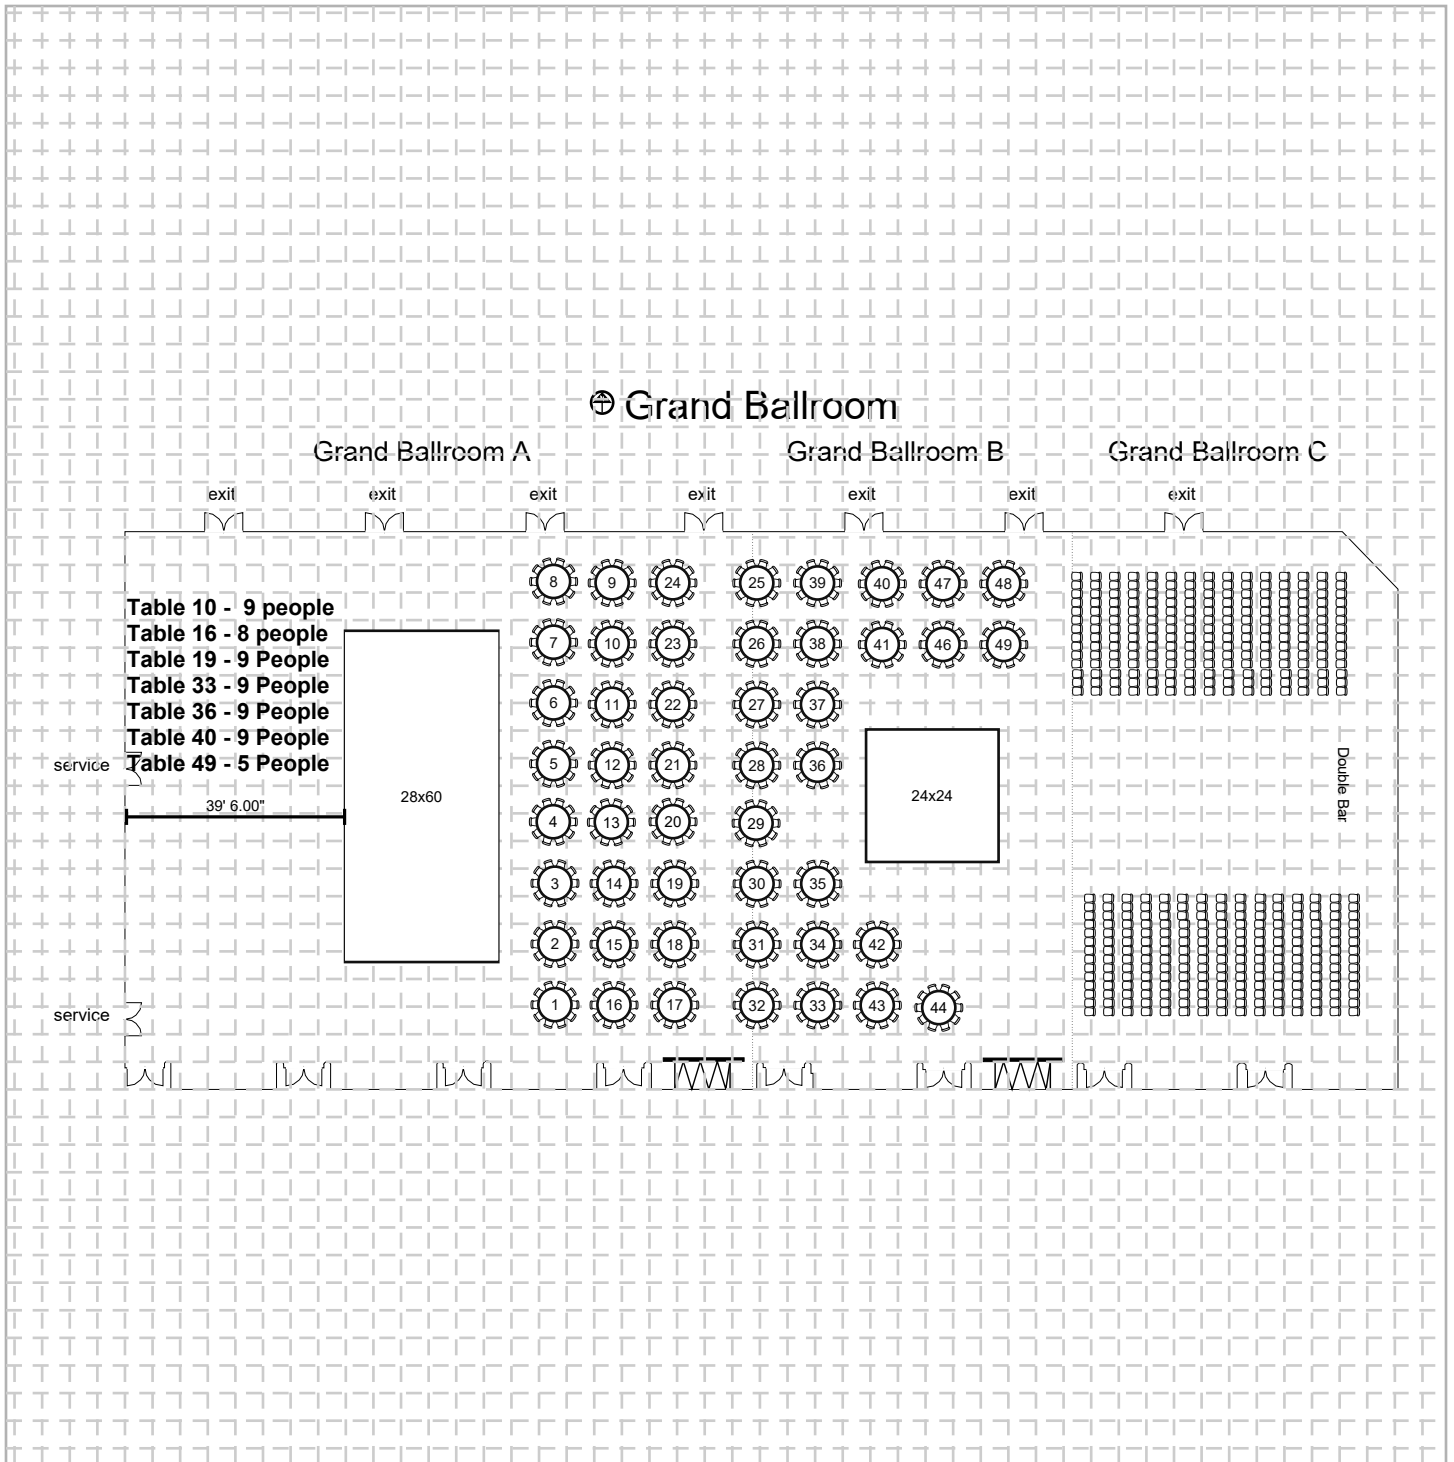 Grand Ballroom
Grand Ballroom A
Grand Ballroom B
Grand Ballroom C
exit
exit
exit
exit
exit
exit
exit
8
9
24
25
39
40
47
48
Table 10 -  9 people
Table 16 - 8 people
Table 19 - 9 People
Table 33 - 9 People
Table 36 - 9 People
Table 40 - 9 People
Table 49 - 5 People
7
10
23
26
38
41
46
49
6
11
22
27
37
service
5
12
21
28
36
Double Bar
39' 6.00"
28x60
24x24
4
13
20
29
3
14
19
30
35
2
15
18
31
34
42
service
1
16
17
32
33
43
44